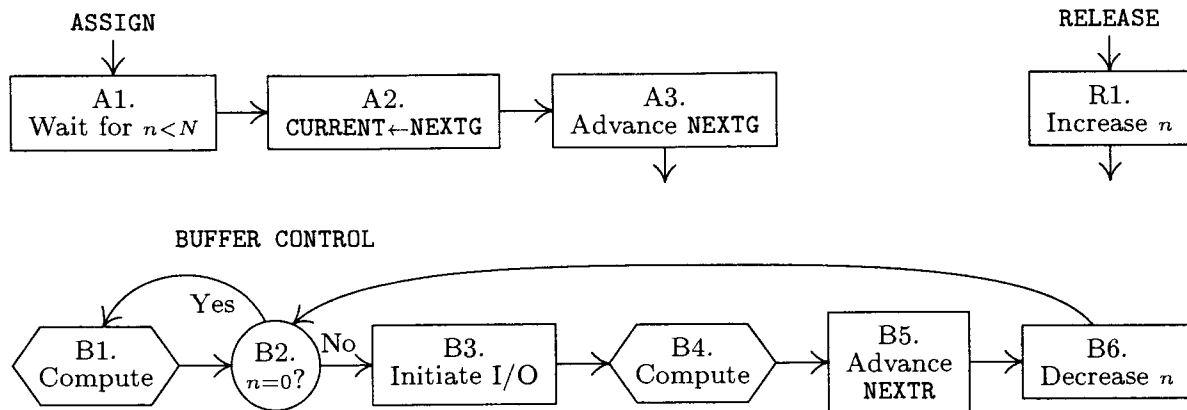 ASSIGN
RELEASE
A1.
Wait for n<N
A2.
CURRENT←NEXTG
A3.
Advance NEXTG
R1.
Increase n
BUFFER CONTROL
Yes
B1.
Compute
B2.
n=0?
No
B3.
Initiate I/O
B4.
Compute
B5.
Advance
NEXTR
B6.
Decrease n